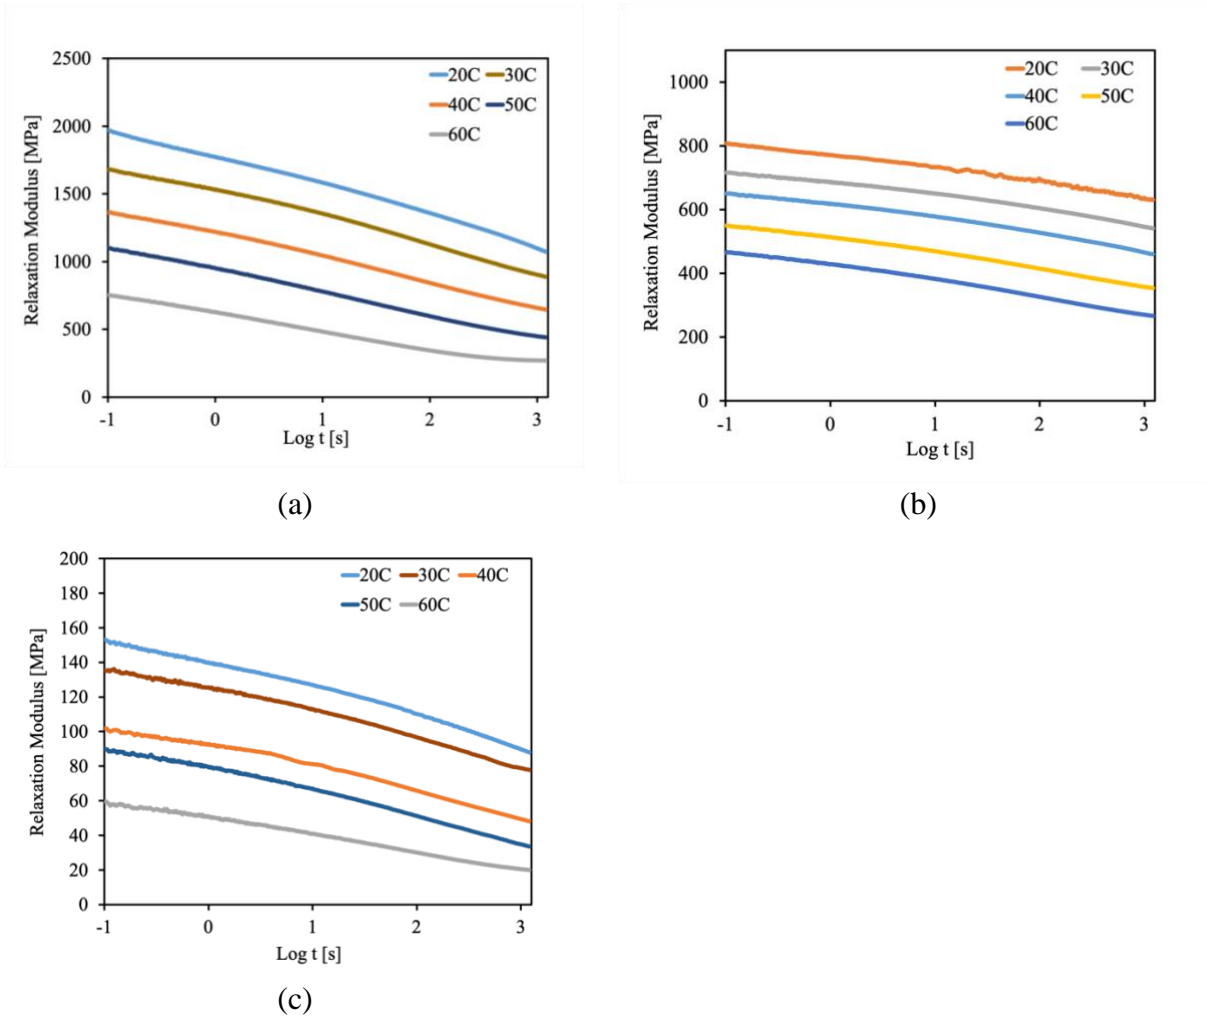 2500
2000
1500
1000
500
0
Relaxation Modulus [MPa]
20C 30C
40C 50C
60C
-1 0 1 2 3
Log t [s]
(a)
1000
800
600
400
200
0
Relaxation Modulus [MPa]
20C 30C
40C 50C
60C
-1 0 1 2 3
Log t [s]
(b)
200
180
160
140
120
100
80
60
40
20
0
Relaxation Modulus [MPa]
20C 30C 40C
50C 60C
-1 0 1 2 3
Log t [s]
(c)